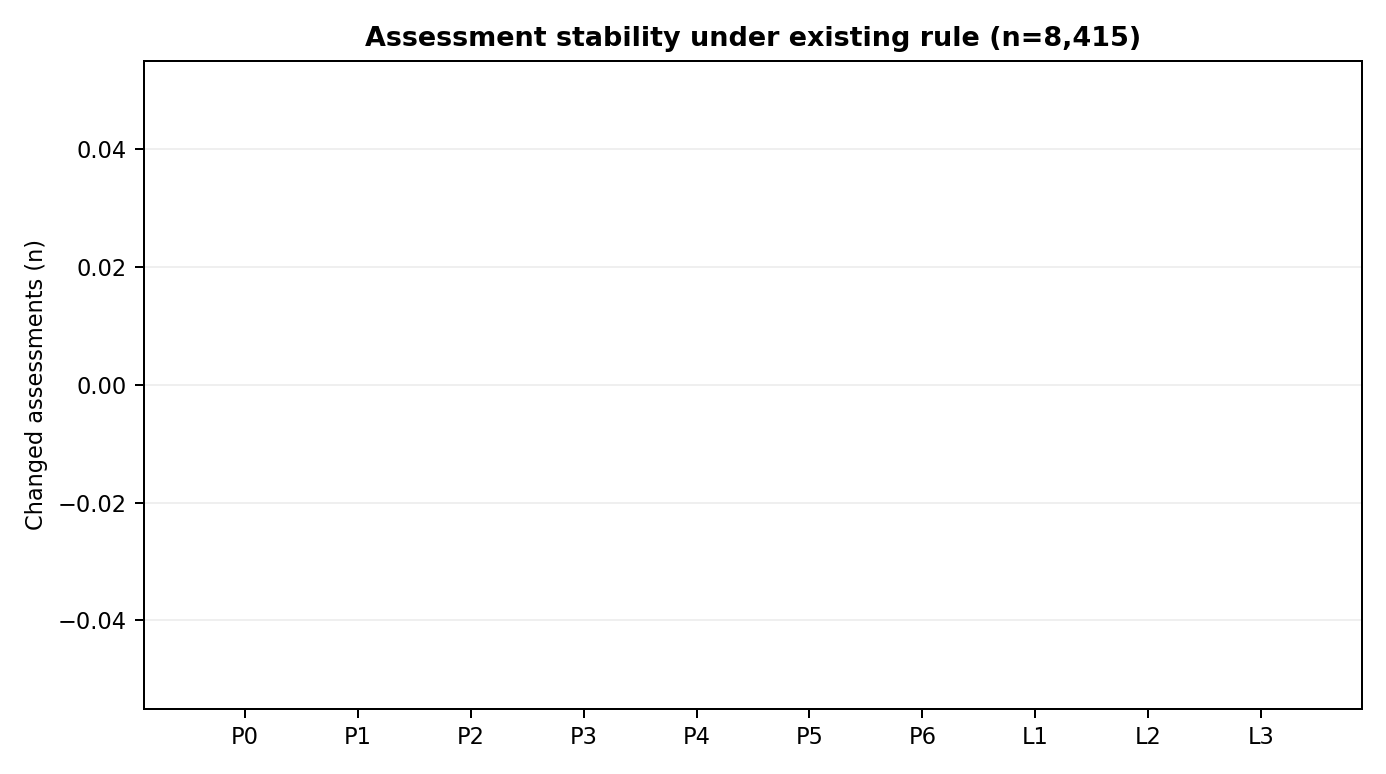 Assessment stability under existing rule (n=8,415)
Changed assessments (n)
0.04
0.02
0.00
−0.02
−0.04
P0 P1 P2 P3 P4 P5 P6 L1 L2 L3